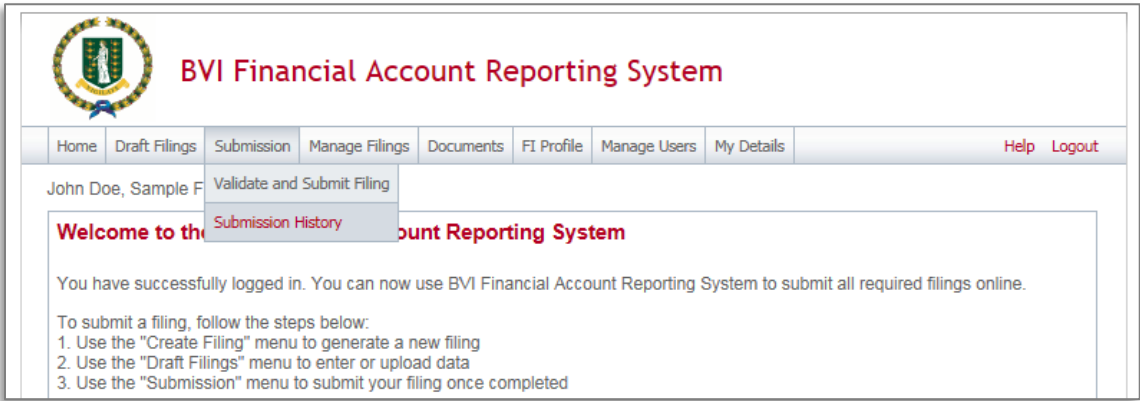 BVI Financial Account Reporting System
Home Draft Filings Submission Manage Filings Documents FI Profile Manage Users My Details Help Logout
John Doe, Sample F
Validate and Submit Filing
Submission History
Welcome to th ount Reporting System
You have successfully logged in. You can now use BVI Financial Account Reporting System to submit all required filings online.
To submit a filing, follow the steps below:
1. Use the "Create Filing" menu to generate a new filing
2. Use the "Draft Filings" menu to enter or upload data
3. Use the "Submission" menu to submit your filing once completed